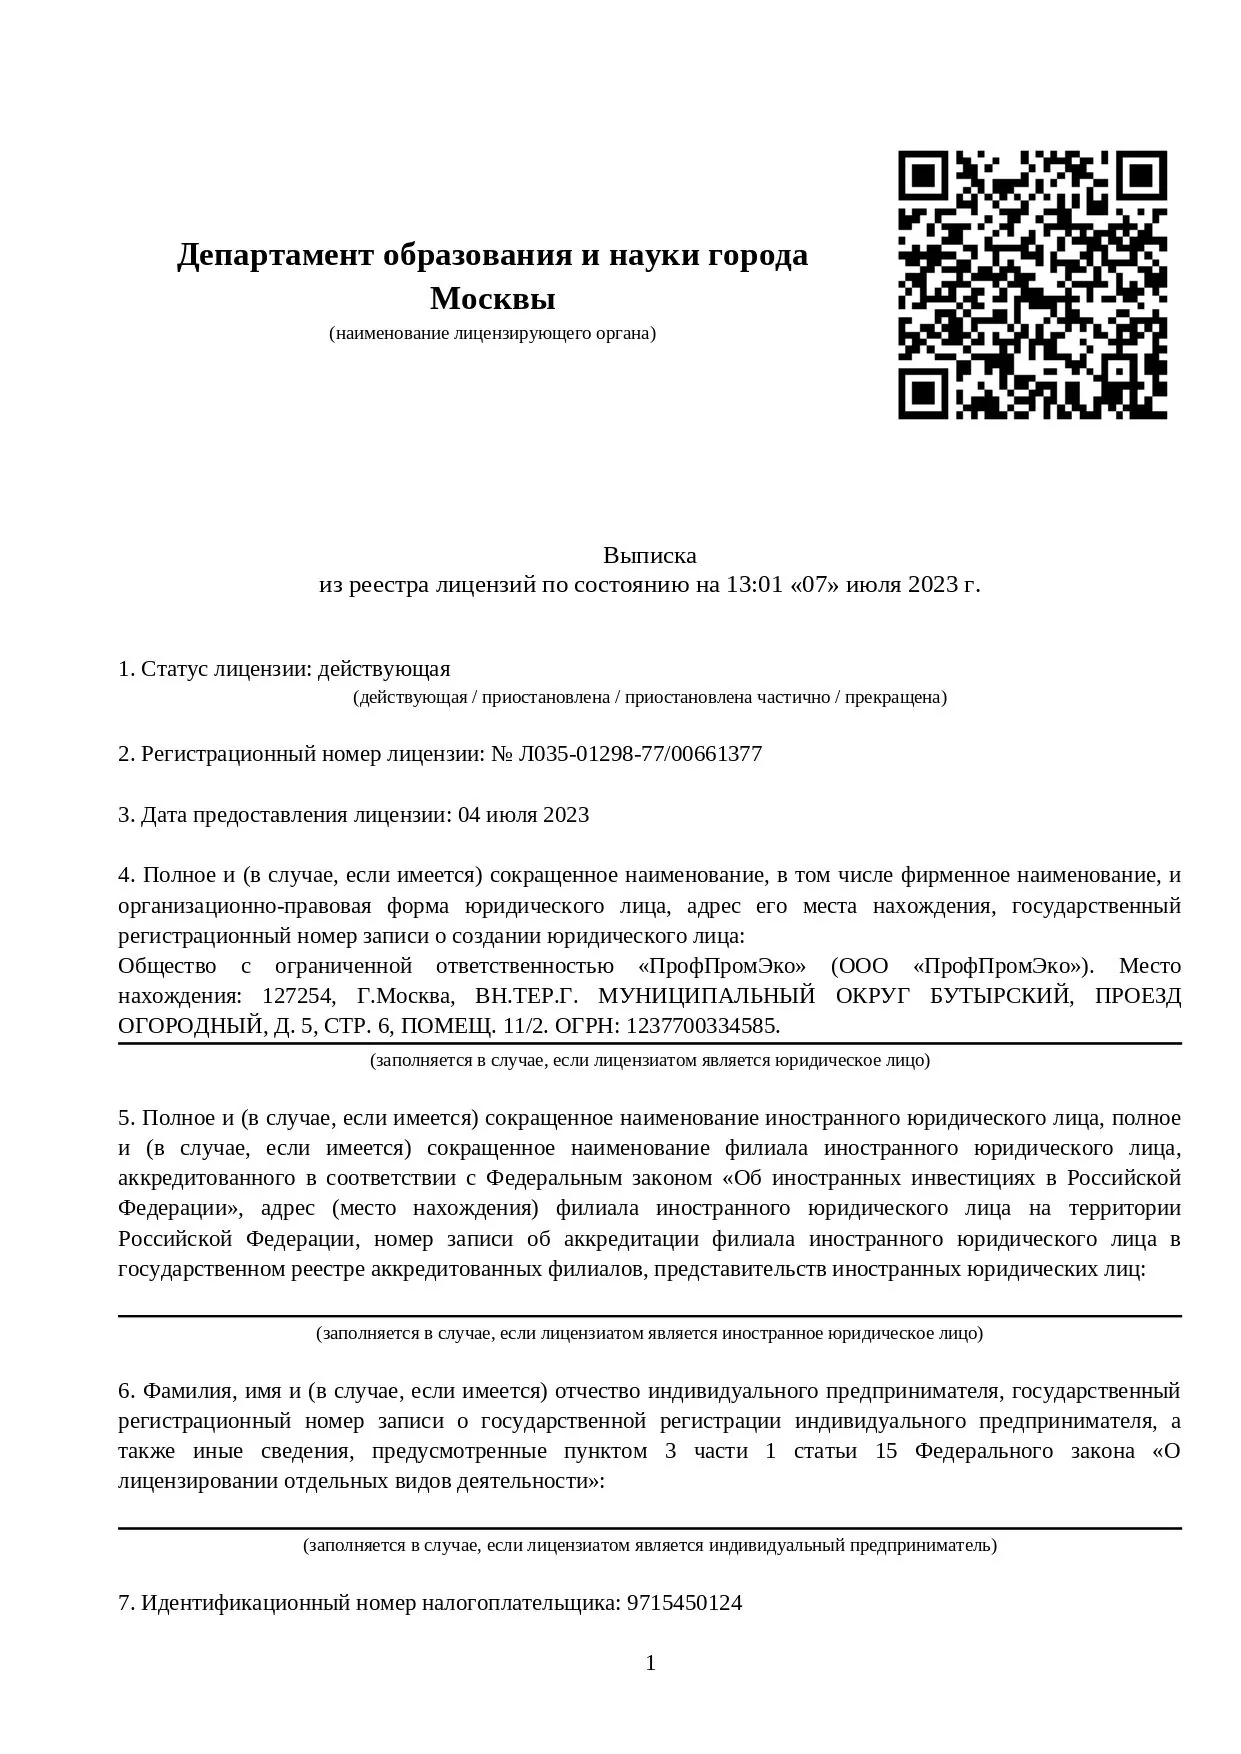 Департамент образования и науки города
Москвы
(наименование лицензирующего органа)
Выписка
из реестра лицензий по состоянию на 13:01 «07» июля 2023 г.
1. Статус лицензии: действующая
(действующая / приостановлена / приостановлена частично / прекращена)
2. Регистрационный номер лицензии: № Л035-01298-77/00661377
3. Дата предоставления лицензии: 04 июля 2023
4. Полное и (в случае, если имеется) сокращенное наименование, в том числе фирменное наименование, и
организационно-правовая форма юридического лица, адрес его места нахождения, государственный
регистрационный номер записи о создании юридического лица:
Общество с ограниченной ответственностью «ПрофПромЭко» (ООО «ПрофПромЭко»). Место
нахождения: 127254, Г.Москва, ВН.ТЕР.Г. МУНИЦИПАЛЬНЫЙ ОКРУГ БУТЫРСКИЙ, ПРОЕЗД
ОГОРОДНЫЙ, Д. 5, СТР. 6, ПОМЕЩ. 11/2. ОГРН: 1237700334585.
(заполняется в случае, если лицензиатом является юридическое лицо)
5. Полное и (в случае, если имеется) сокращенное наименование иностранного юридического лица, полное
и (в случае, если имеется) сокращенное наименование филиала иностранного юридического лица,
аккредитованного в соответствии с Федеральным законом «Об иностранных инвестициях в Российской
Федерации», адрес (место нахождения) филиала иностранного юридического лица на территории
Российской Федерации, номер записи об аккредитации филиала иностранного юридического лица в
государственном реестре аккредитованных филиалов, представительств иностранных юридических лиц:
(заполняется в случае, если лицензиатом является иностранное юридическое лицо)
6. Фамилия, имя и (в случае, если имеется) отчество индивидуального предпринимателя, государственный
регистрационный номер записи о государственной регистрации индивидуального предпринимателя, а
также иные сведения, предусмотренные пунктом 3 части 1 статьи 15 Федерального закона «О
лицензировании отдельных видов деятельности»:
(заполняется в случае, если лицензиатом является индивидуальный предприниматель)
7. Идентификационный номер налогоплательщика: 9715450124
1